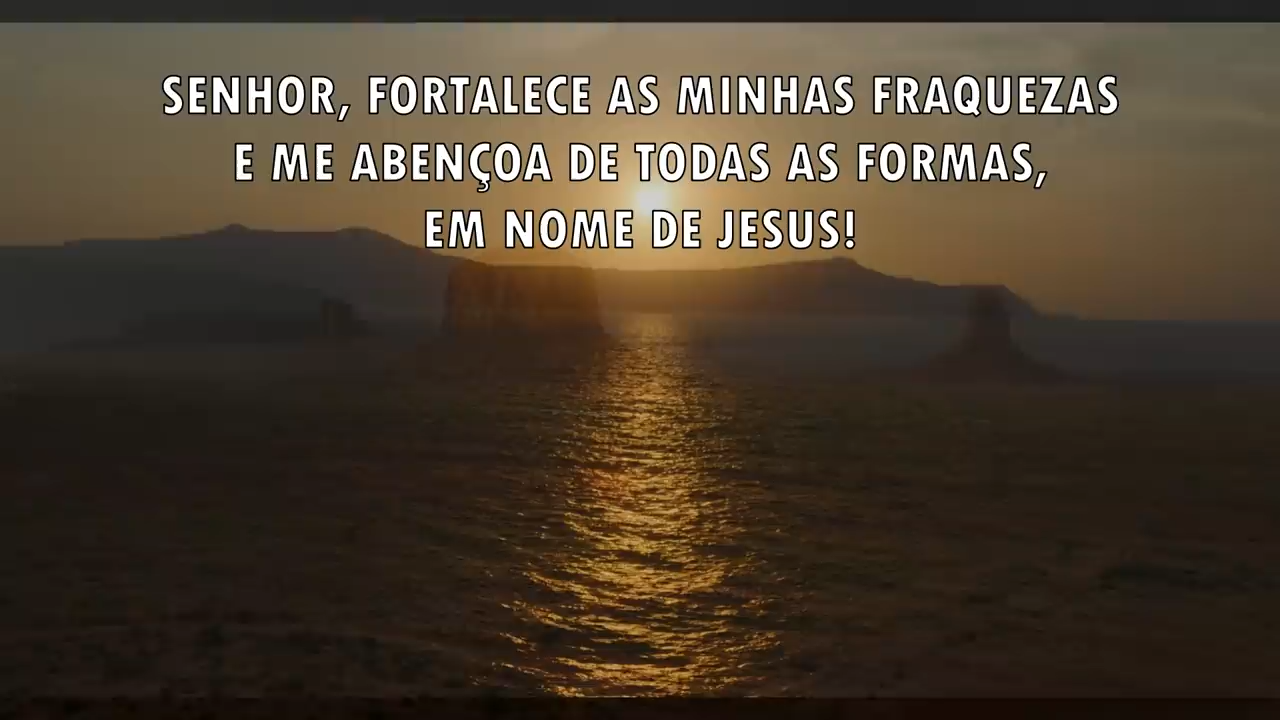 SENHOR, FORTALECE AS MINHAS FRAQUEZAS
E ME ABENÇOA DE TODAS AS FORMAS,
EM NOME DE JESUS!